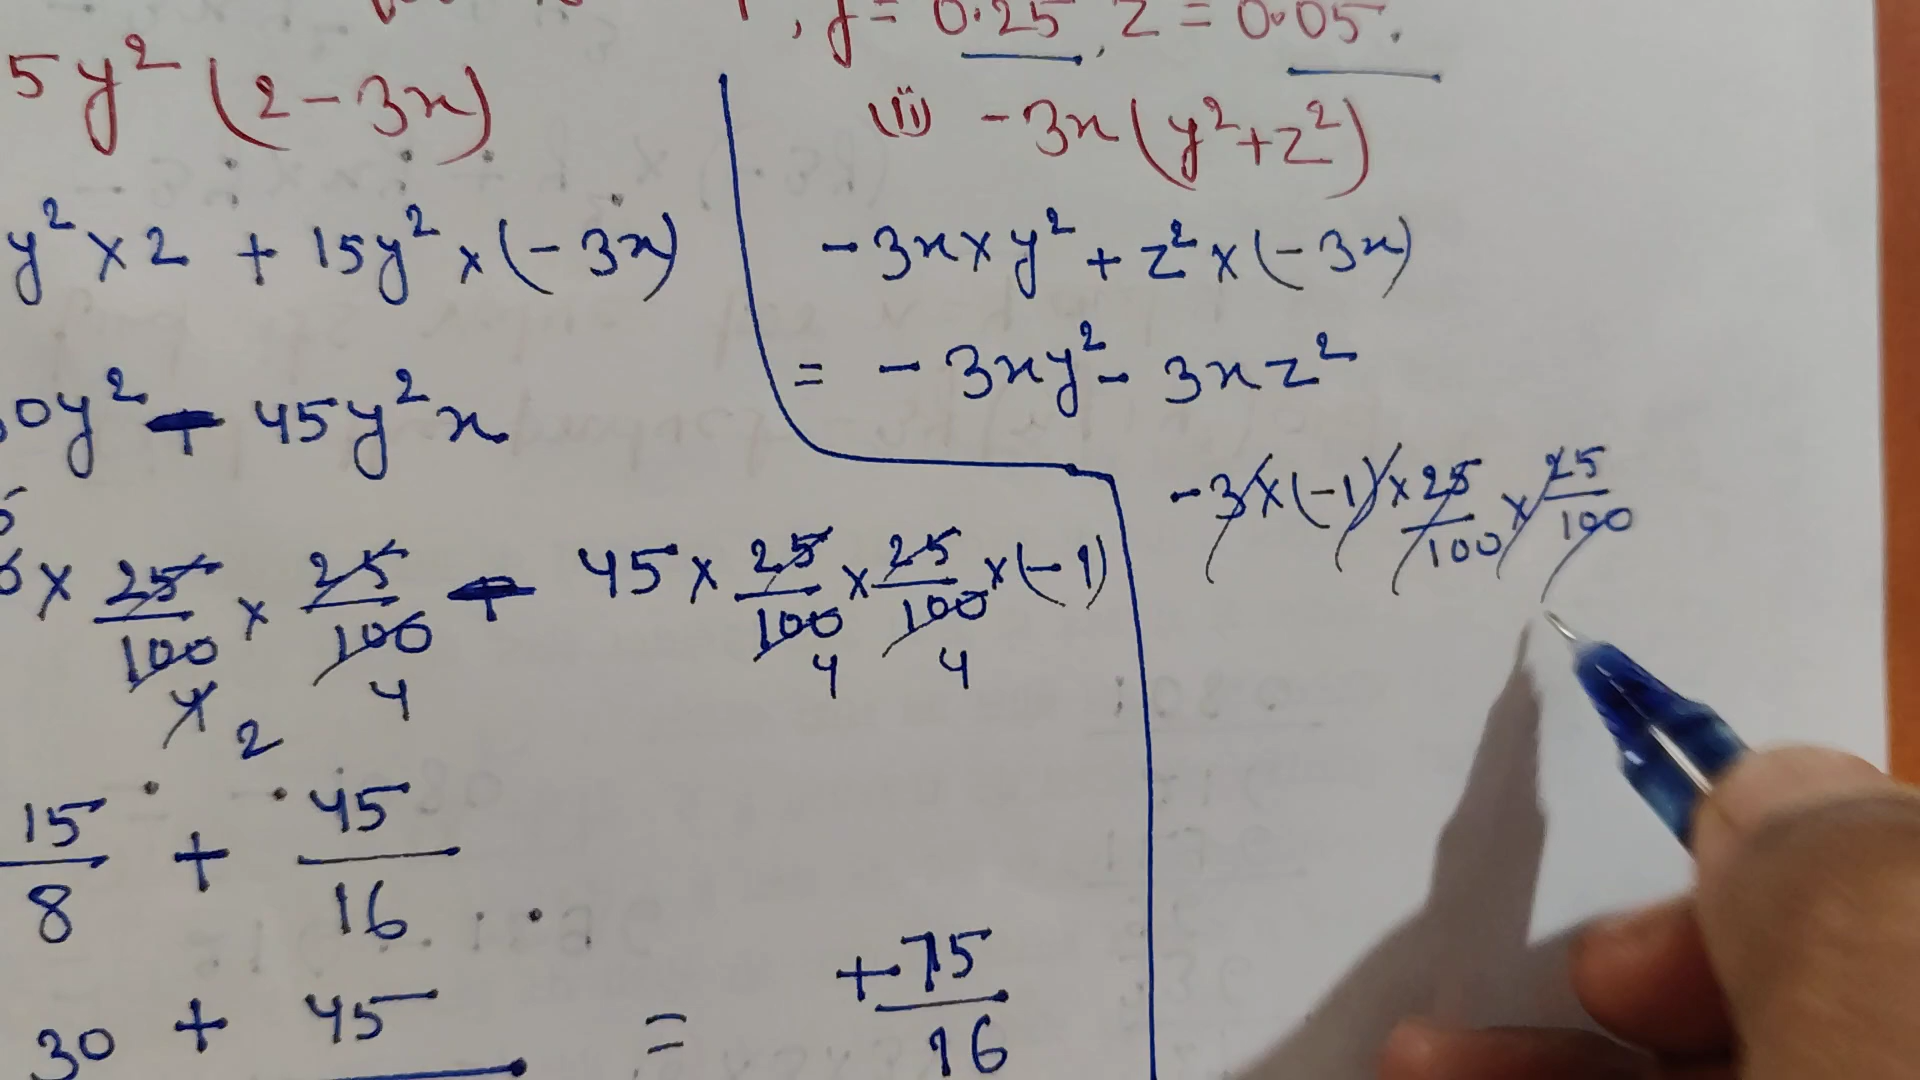 , y = 0.25, z = 0.05.
5y² (2 - 3x)
y² × 2 + 15y² × (-3x)
0y² - 45y²x
× 25/100 × 25/100 - 45 × 25/100 × 25/100 × (-1)
4 2 4 4 4
15/8 + 45/16
30 + 45 = +75/16
(ii) -3x (y² + z²)
-3x × y² + z² × (-3x)
= -3xy² - 3xz²
-3 × (-1) × 25/100 × 25/100